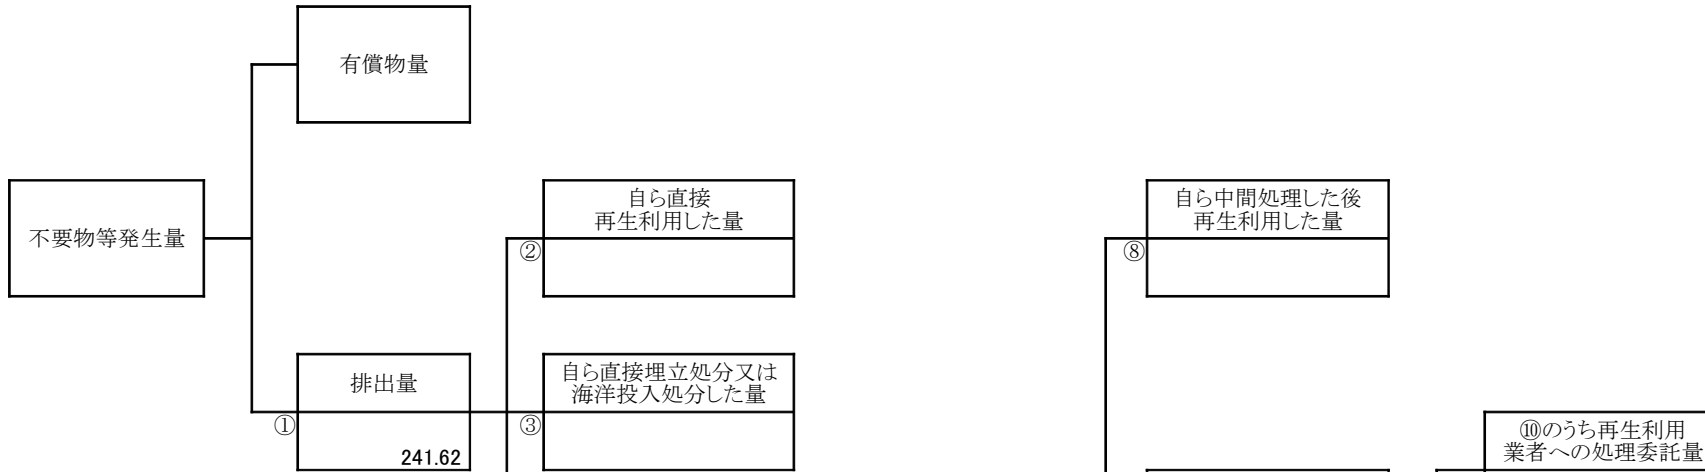 有償物量
不要物等発生量
自ら直接
再生利用した量
②
自ら中間処理した後
再生利用した量
⑧
排出量
①
241.62
自ら直接埋立処分又は
海洋投入処分した量
③
⑩のうち再生利用
業者への処理委託量